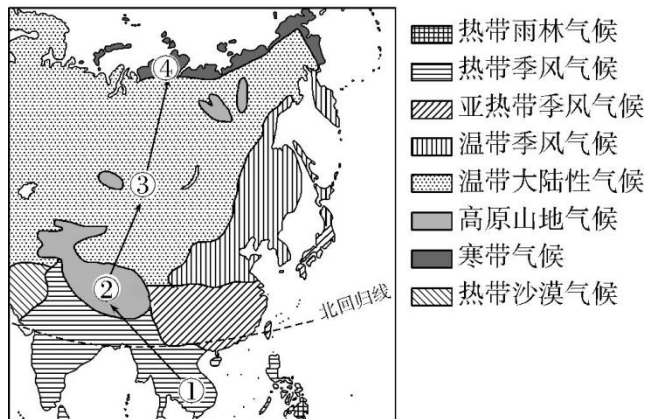 ④
③
②
北回归线
①
热带雨林气候
热带季风气候
亚热带季风气候
温带季风气候
温带大陆性气候
高原山地气候
寒带气候
热带沙漠气候